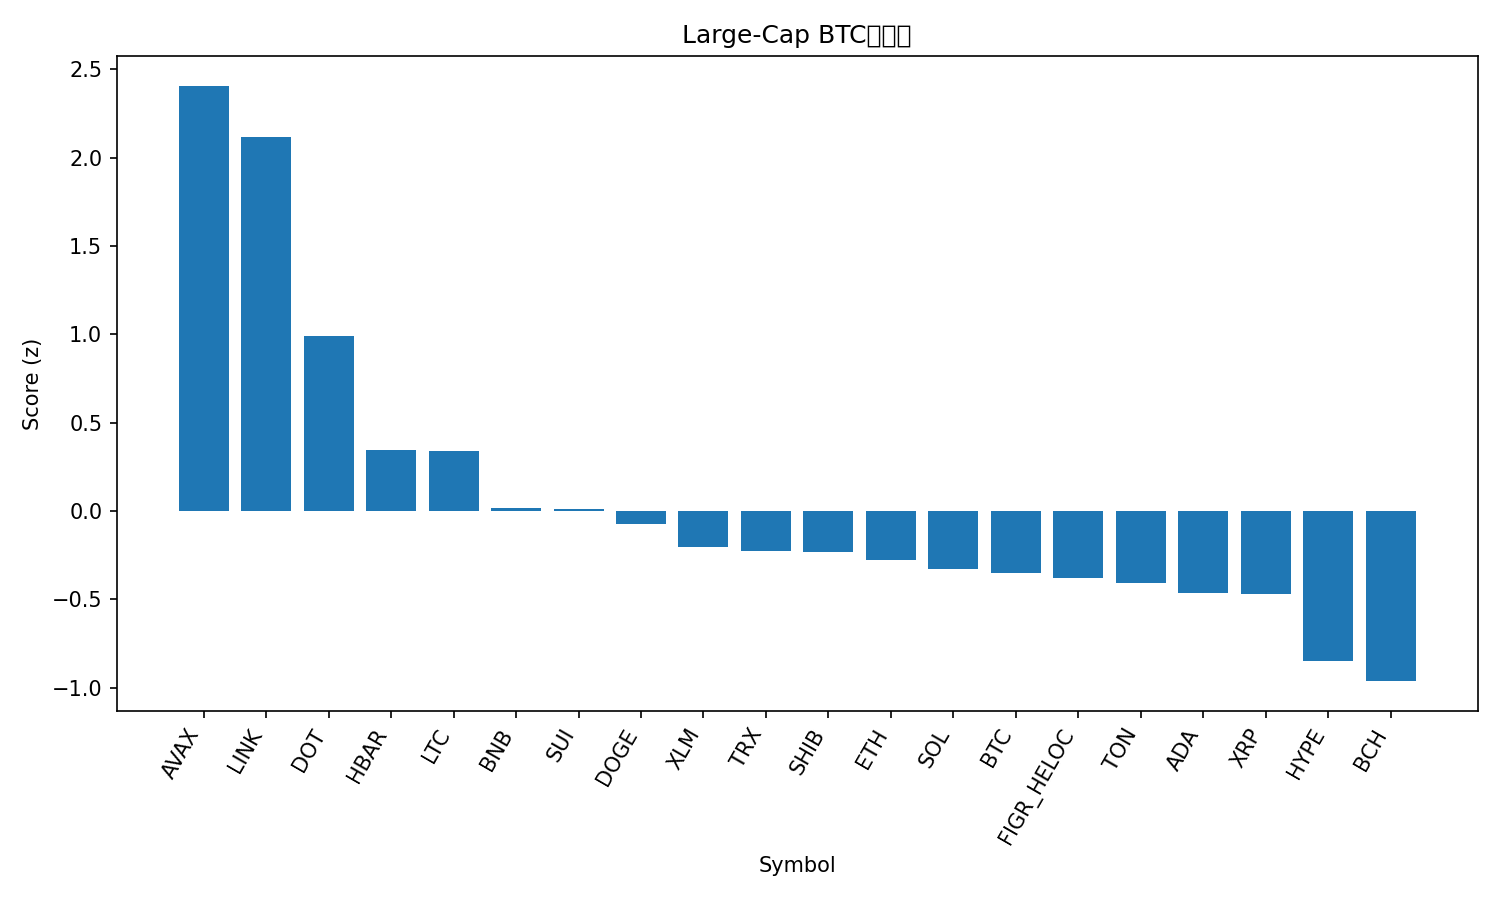 Large-Cap BTC
2.5
2.0
1.5
1.0
0.5
0.0
−0.5
−1.0
Score (z)
AVAX
LINK
DOT
HBAR
LTC
BNB
SUI
DOGE
XLM
TRX
SHIB
ETH
SOL
BTC
FIGR_HELOC
TON
ADA
XRP
HYPE
BCH
Symbol